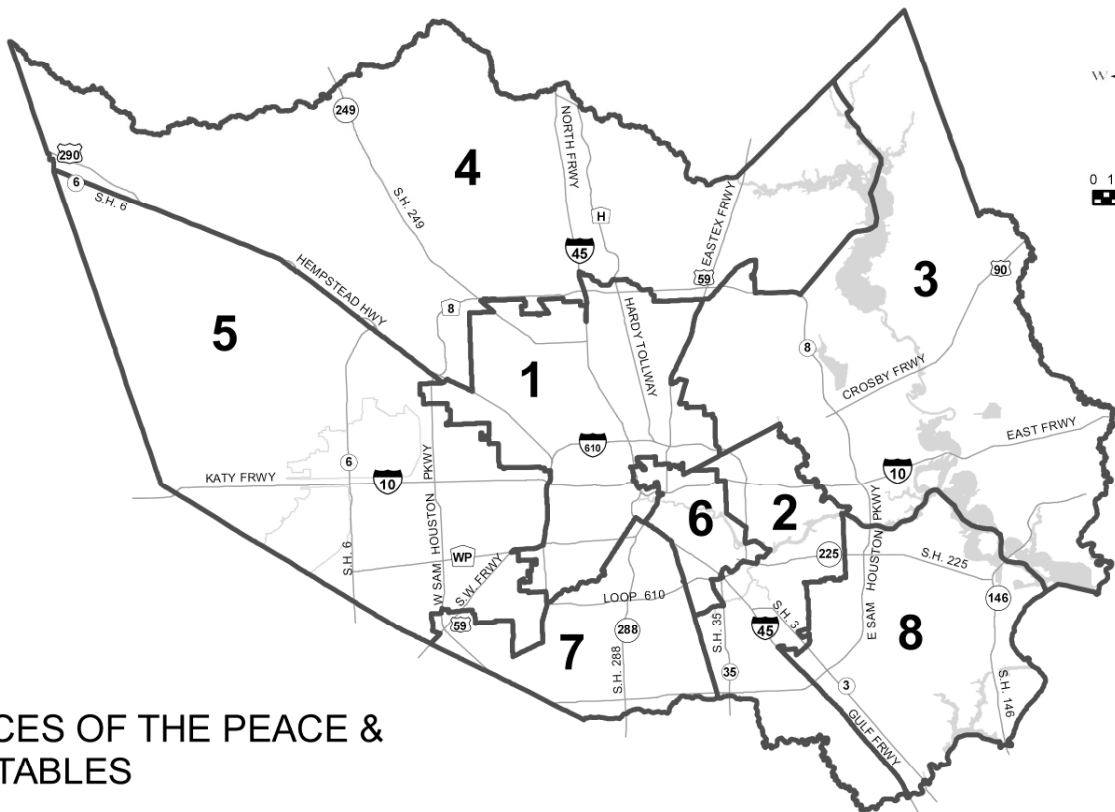 W
249
4
NORTH FRWY
290
6
S.H. 6
S.H. 249
H
EASTEX FRWY
0 1
45
59
3
90
HEMPSTEAD HWY
8
5
HARDY TOLLWAY
1
8
CROSBY FRWY
610
EAST FRWY
6
KATY FRWY
10
W SAM HOUSTON PKWY
10
6
2
E SAM HOUSTON PKWY
S.H. 6
WP
S.W. FRWY
225
S.H. 225
LOOP 610
S.H. 3
146
59
7
288
S.H. 288
S.H. 35
45
8
35
3
S.H. 146
GULF FRWY
CES OF THE PEACE &
TABLES